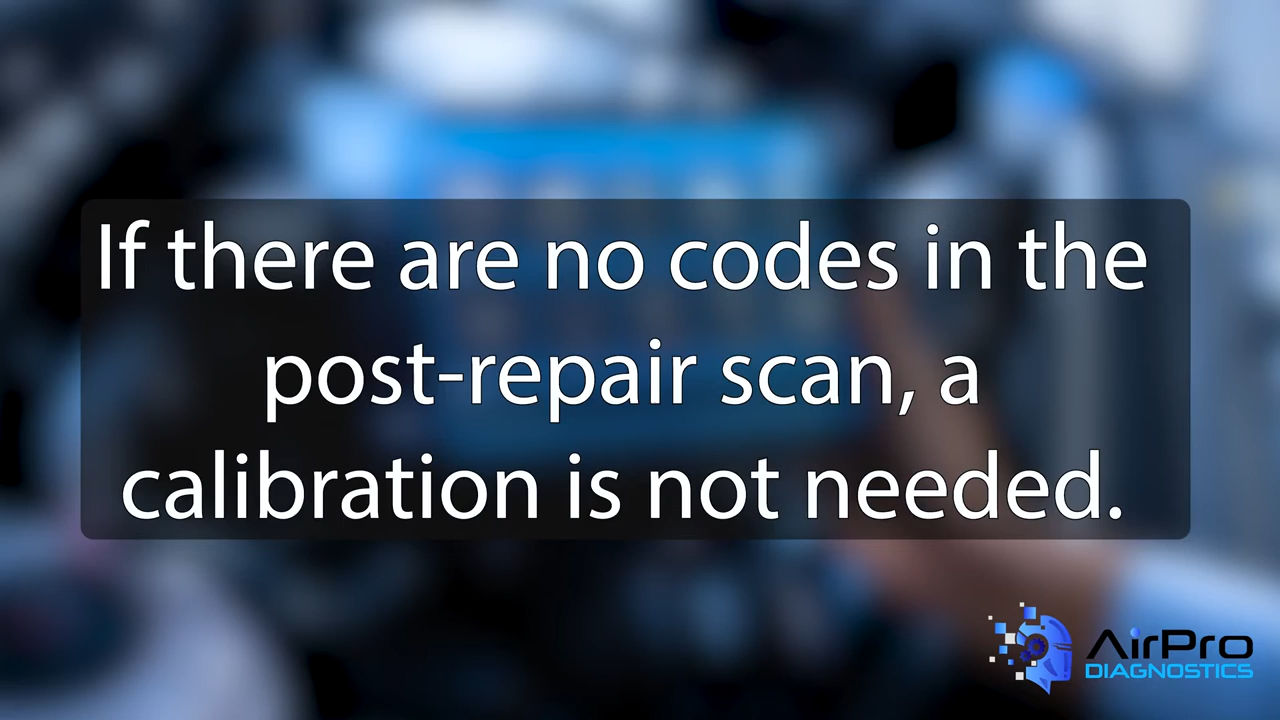 If there are no codes in the
post-repair scan, a
calibration is not needed.
AirPro
DIAGNOSTICS